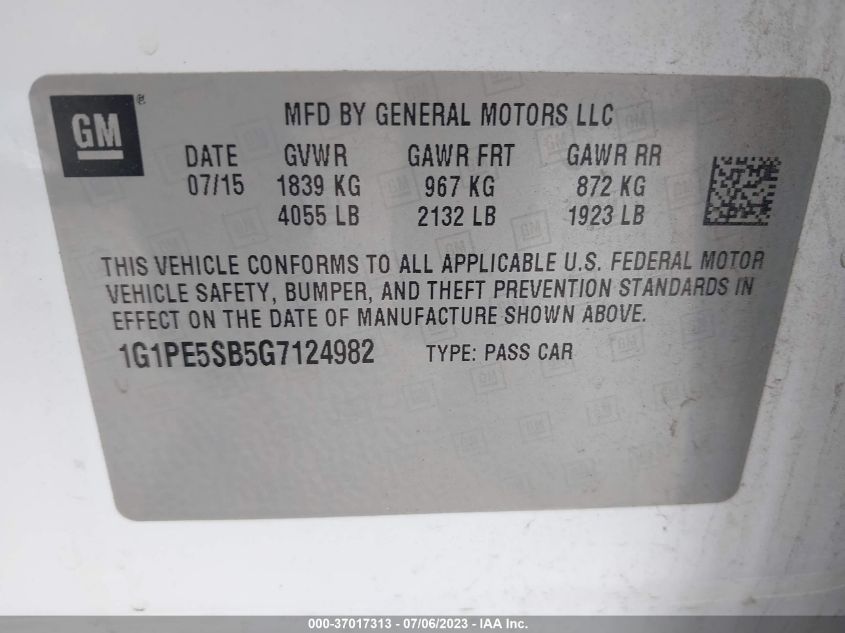 GM®
MFD BY GENERAL MOTORS LLC
DATE GVWR GAWR FRT GAWR RR
07/15 1839 KG 967 KG 872 KG
4055 LB 2132 LB 1923 LB
THIS VEHICLE CONFORMS TO ALL APPLICABLE U.S. FEDERAL MOTOR
VEHICLE SAFETY, BUMPER, AND THEFT PREVENTION STANDARDS IN
EFFECT ON THE DATE OF MANUFACTURE SHOWN ABOVE.
1G1PE5SB5G7124982 TYPE: PASS CAR
000-37017313 - 07/06/2023 - IAA Inc.